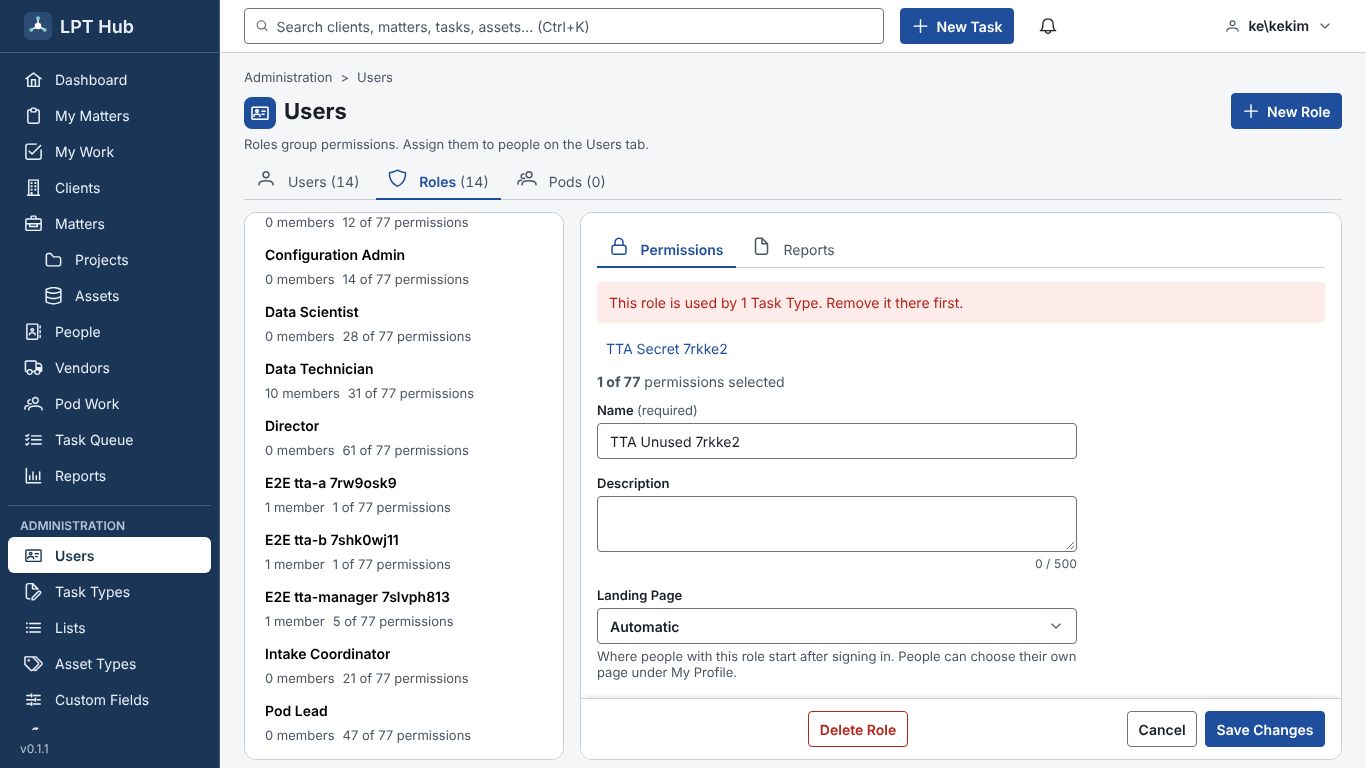 LPT Hub
Search clients, matters, tasks, assets... (Ctrl+K)
New Task
ke\kekim
Dashboard
My Matters
My Work
Clients
Matters
Projects
Assets
People
Vendors
Pod Work
Task Queue
Reports
ADMINISTRATION
Users
Task Types
Lists
Asset Types
Custom Fields
v0.1.1
Administration > Users
Users
New Role
Roles group permissions. Assign them to people on the Users tab.
Users (14)
Roles (14)
Pods (0)
0 members 12 of 77 permissions
Configuration Admin
0 members 14 of 77 permissions
Data Scientist
0 members 28 of 77 permissions
Data Technician
10 members 31 of 77 permissions
Director
0 members 61 of 77 permissions
E2E tta-a 7rw9osk9
1 member 1 of 77 permissions
E2E tta-b 7shk0wj11
1 member 1 of 77 permissions
E2E tta-manager 7slvph813
1 member 5 of 77 permissions
Intake Coordinator
0 members 21 of 77 permissions
Pod Lead
0 members 47 of 77 permissions
Permissions
Reports
This role is used by 1 Task Type. Remove it there first.
TTA Secret 7rkke2
1 of 77 permissions selected
Name (required)
TTA Unused 7rkke2
Description
0 / 500
Landing Page
Automatic
Where people with this role start after signing in. People can choose their own
page under My Profile.
Delete Role
Cancel
Save Changes